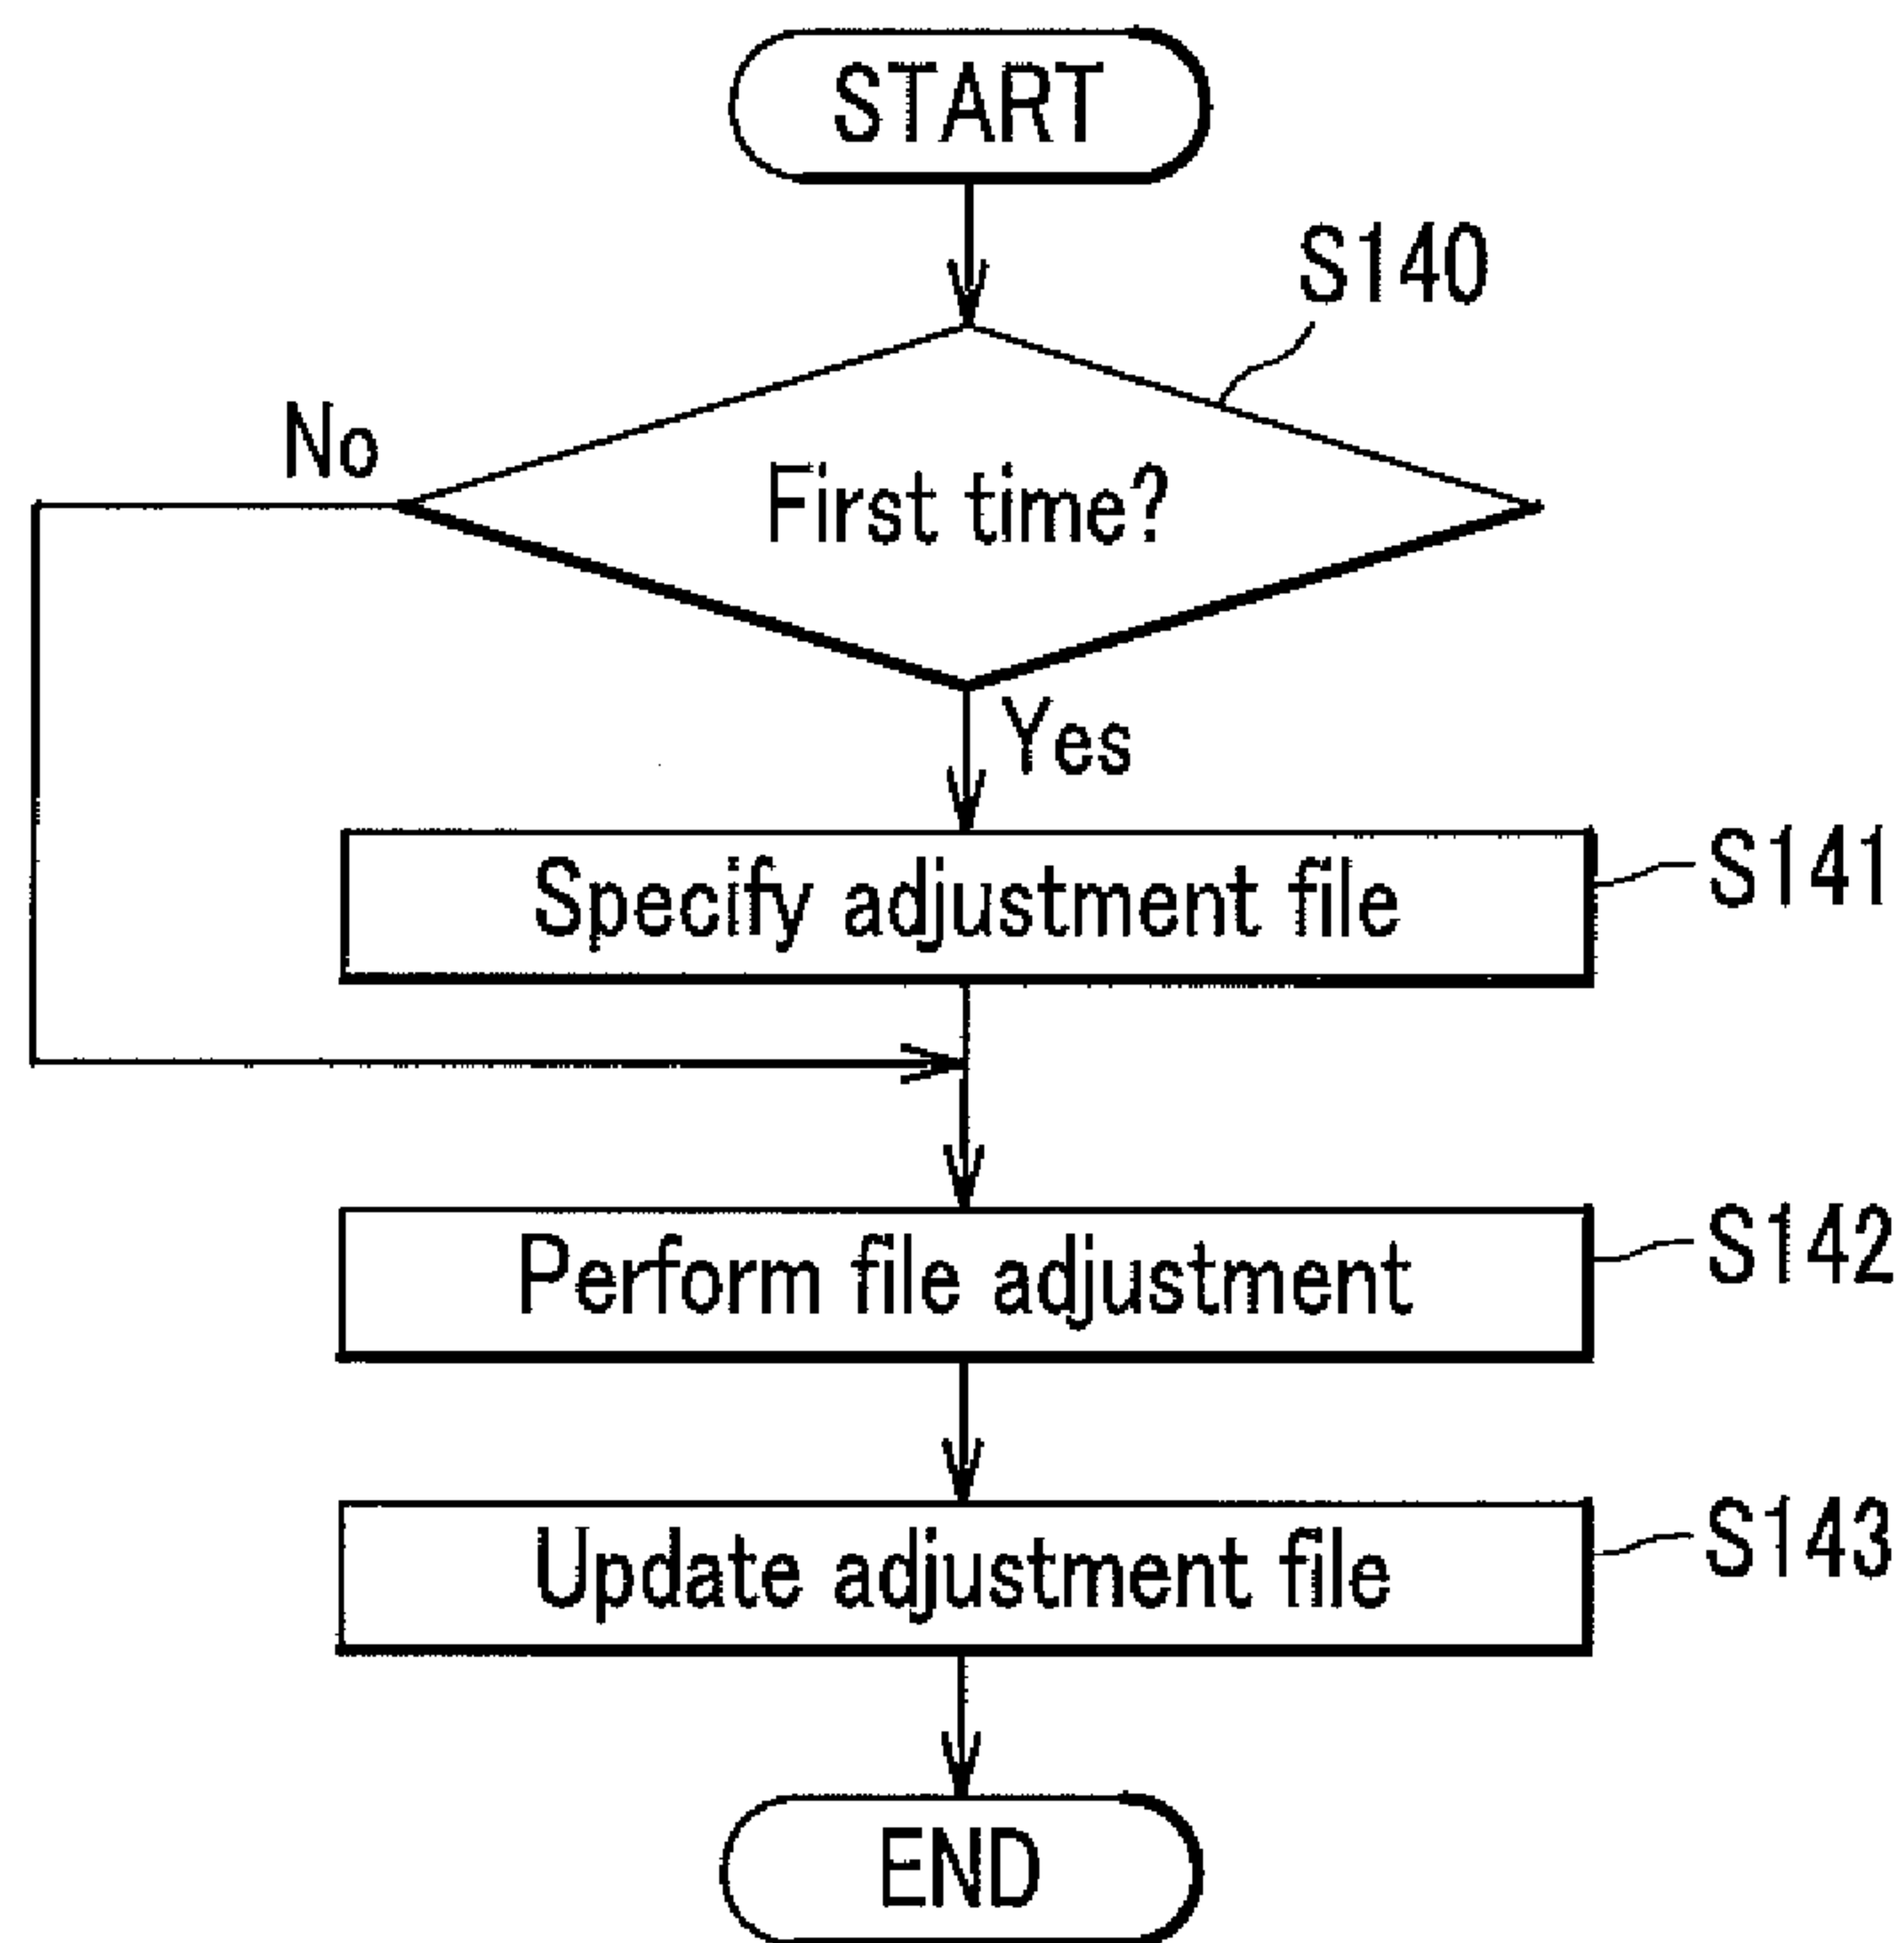 START
S140
No
First time?
Yes
Specify adjustment file
S141
Perform file adjustment
S142
Update adjustment file
S143
END